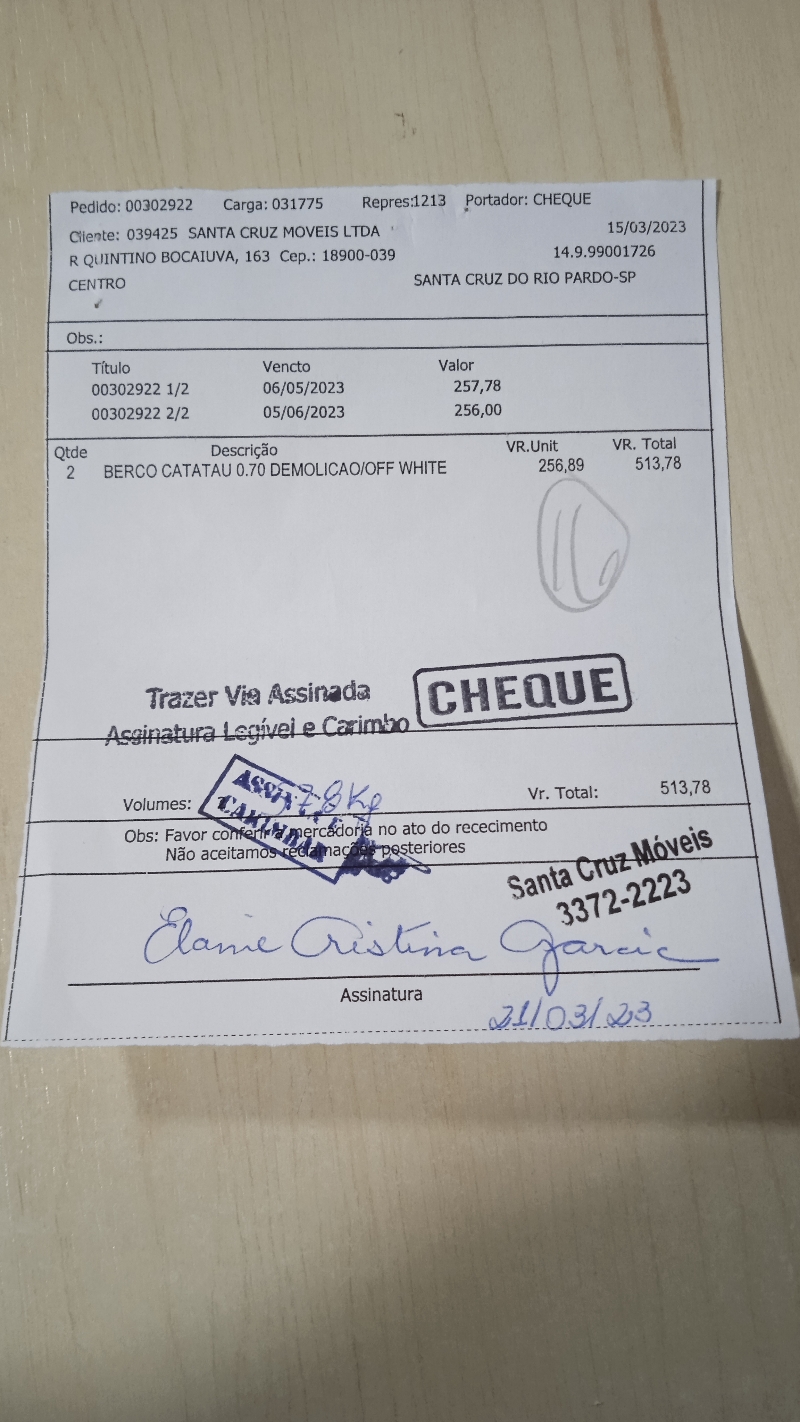 Pedido: 00302922 Carga: 031775 Repres:1213 Portador: CHEQUE
Cliente: 039425 SANTA CRUZ MOVEIS LTDA 15/03/2023
R QUINTINO BOCAIUVA, 163 Cep.: 18900-039 14.9.99001726
CENTRO SANTA CRUZ DO RIO PARDO-SP
Obs.:
Título Vencto Valor
00302922 1/2 06/05/2023 257,78
00302922 2/2 05/06/2023 256,00
Qtde Descrição VR.Unit VR. Total
2 BERCO CATATAU 0.70 DEMOLICAO/OFF WHITE 256,89 513,78
Trazer Via Assinada
Assinatura Legível e Carimbo
CHEQUE
Volumes: Vr. Total: 513,78
Obs: Favor conferir a mercadoria no ato do rececimento
Não aceitamos reclamações posteriores
Santa Cruz Móveis
3372-2223
Elaine Cristina Garcia
Assinatura
21/03/23